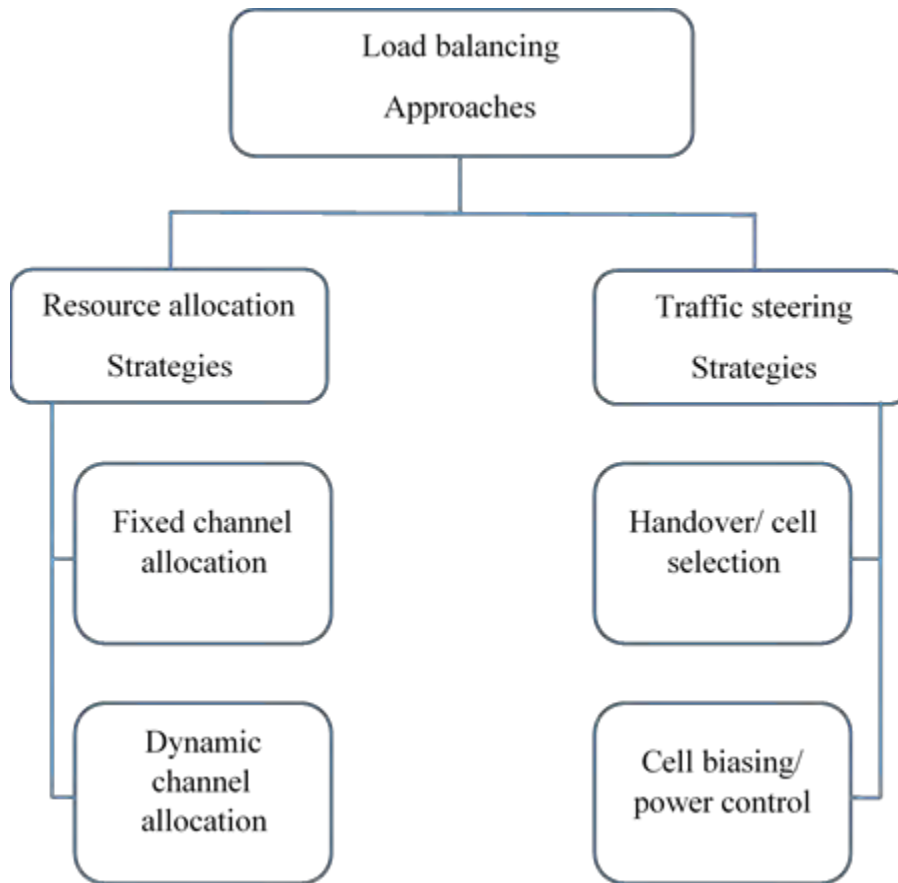 Load balancing
Approaches
Resource allocation
Strategies
Traffic steering
Strategies
Fixed channel
allocation
Handover/ cell
selection
Dynamic
channel
allocation
Cell biasing/
power control